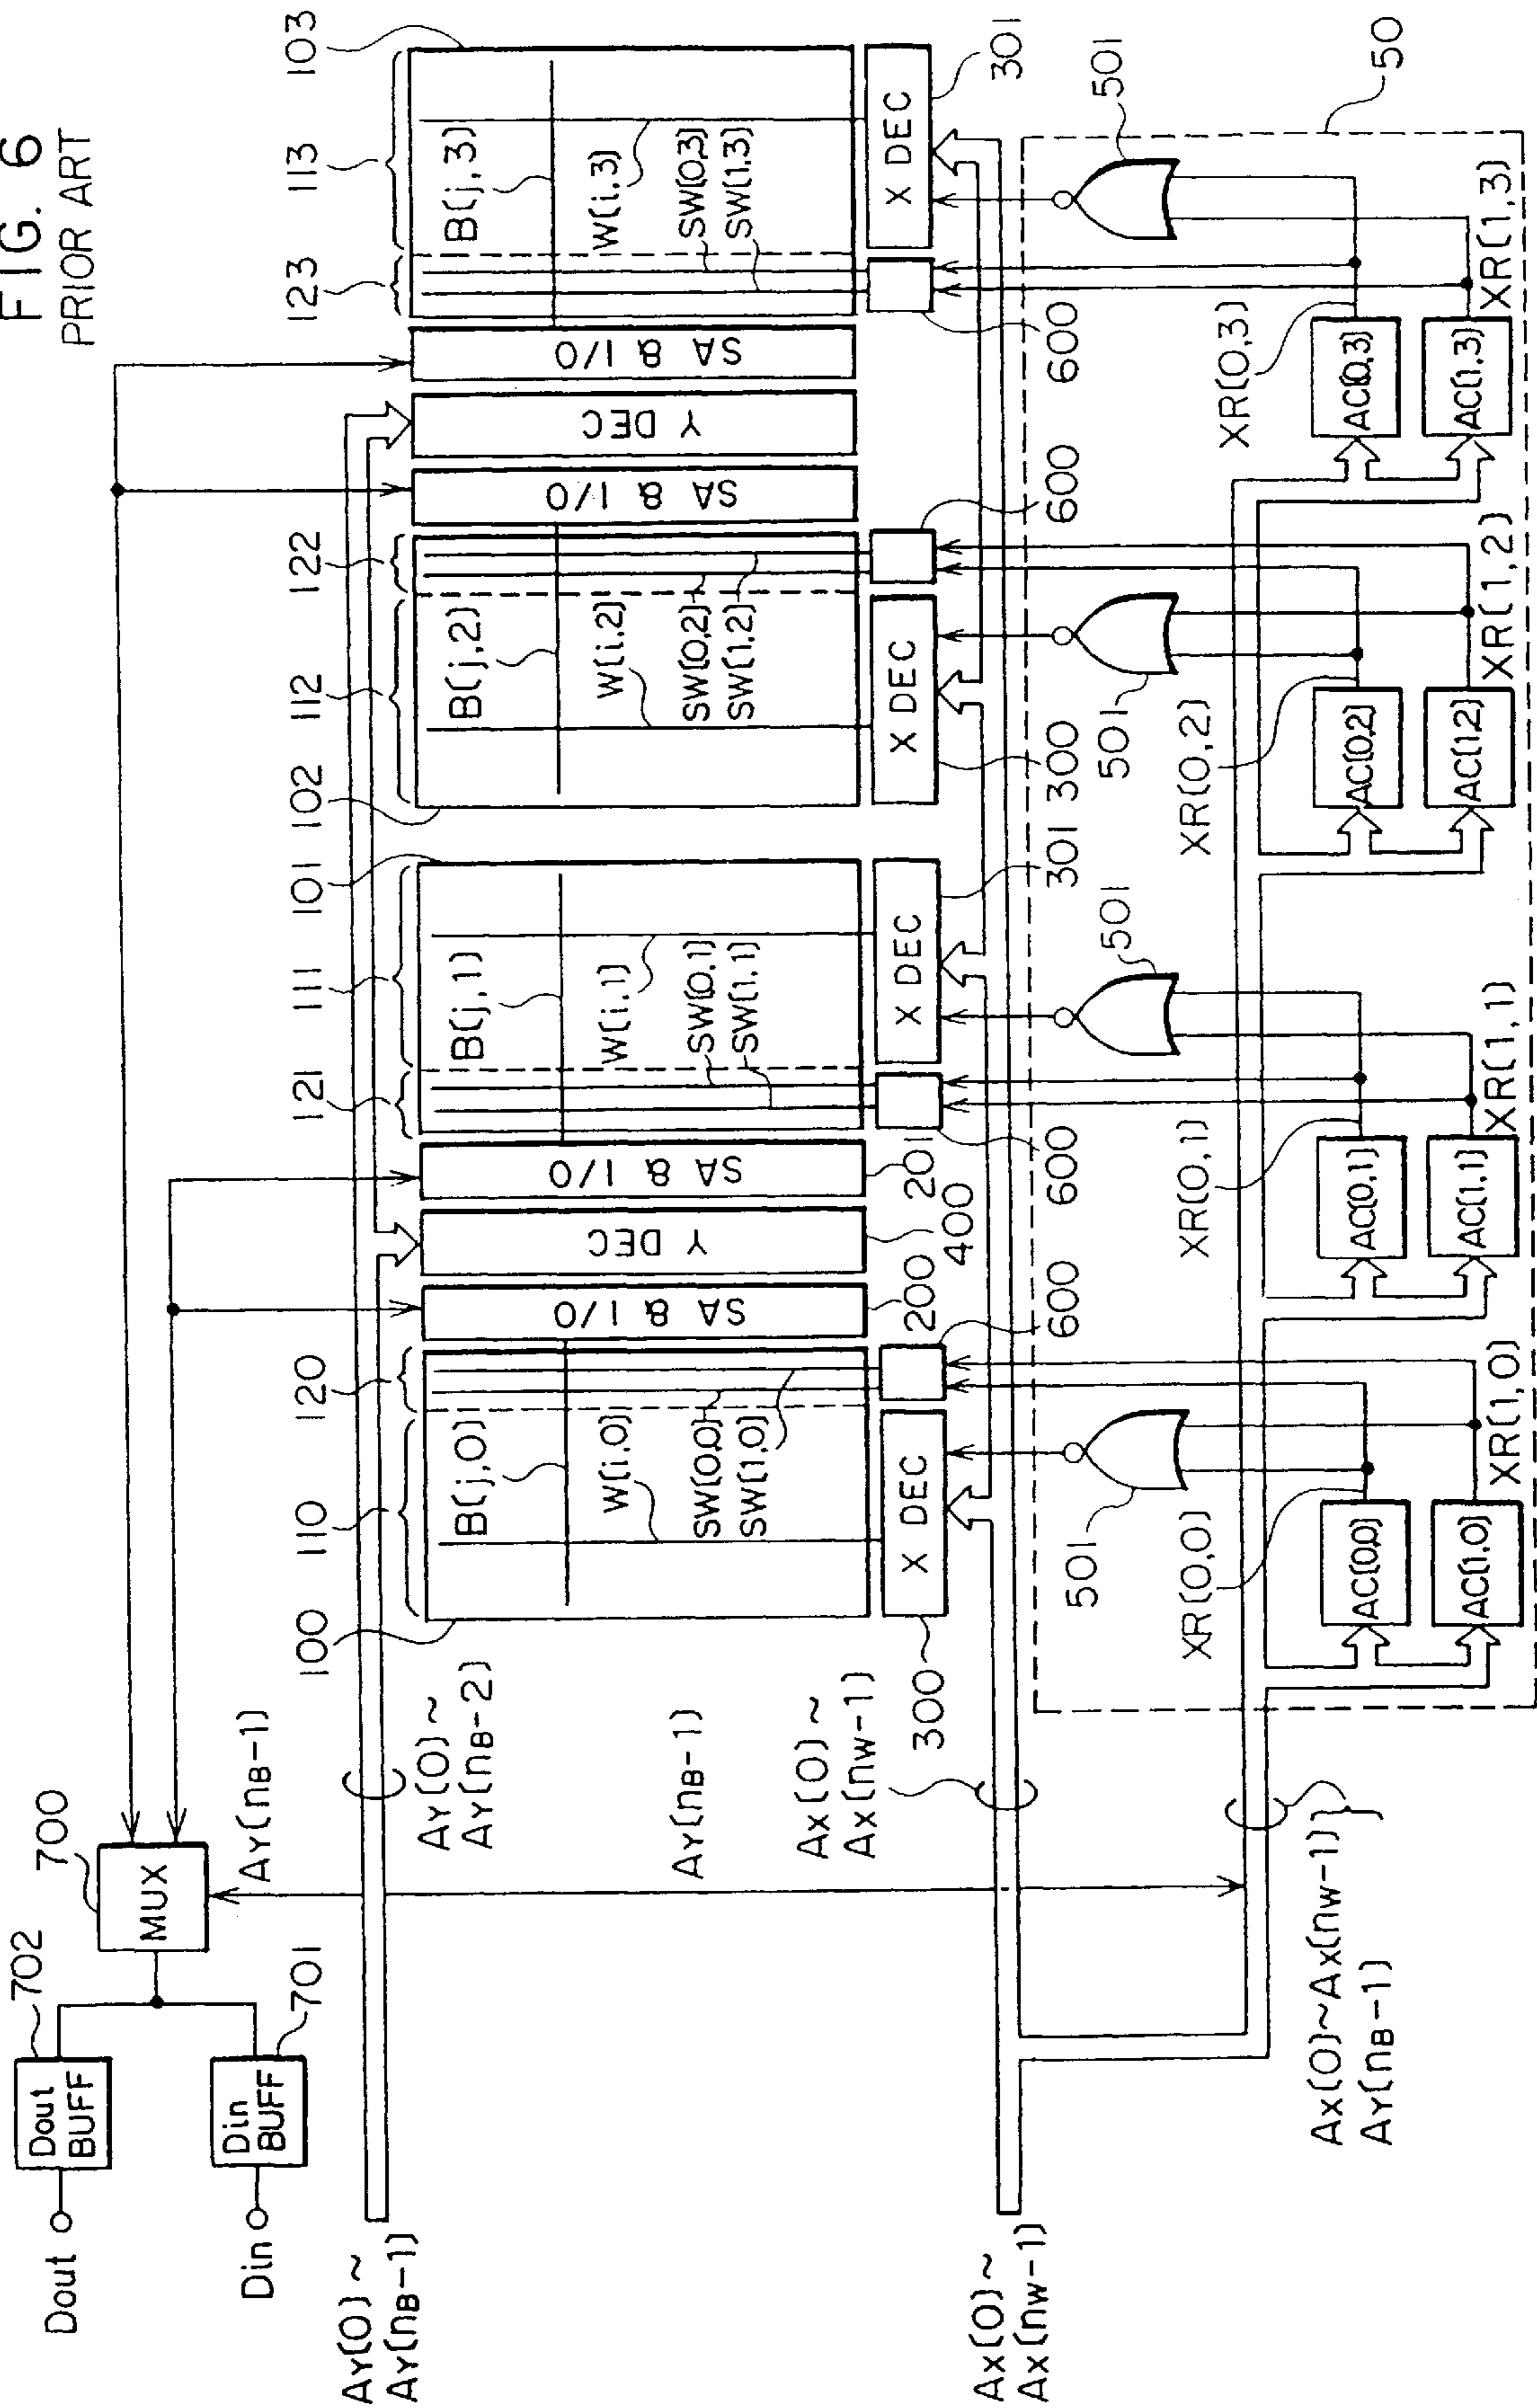 FIG. 6
PRIOR ART
Dout
Dout
BUFF
702
Din
Din
BUFF
701
MUX
700
AY(nB-1)
AY(0)~
AY(nB-1)
AY(0)~
AY(nB-2)
AY(nB-1)
AX(0)~
AX(nW-1)
AX(0)~
AX(nW-1)
AX(0)~AX(nW-1)
AY(nB-1)
100
110
120
B(j,0)
W(i,0)
SW(0,0)
SW(1,0)
X DEC
300
600
SA & I/O
200
Y DEC
400
SA & I/O
201
121
111
101
B(j,1)
W(i,1)
SW(0,1)
SW(1,1)
600
X DEC
301
102
112
122
B(j,2)
W(i,2)
SW(0,2)
SW(1,2)
X DEC
300
600
SA & I/O
Y DEC
SA & I/O
123
113
103
B(j,3)
W(i,3)
SW(0,3)
SW(1,3)
600
X DEC
301
50
501
XR(0,0)
AC(0,0)
AC(1,0)
XR(1,0)
501
XR(0,1)
AC(0,1)
AC(1,1)
XR(1,1)
501
XR(0,2)
AC(0,2)
AC(1,2)
XR(1,2)
501
XR(0,3)
AC(0,3)
AC(1,3)
XR(1,3)